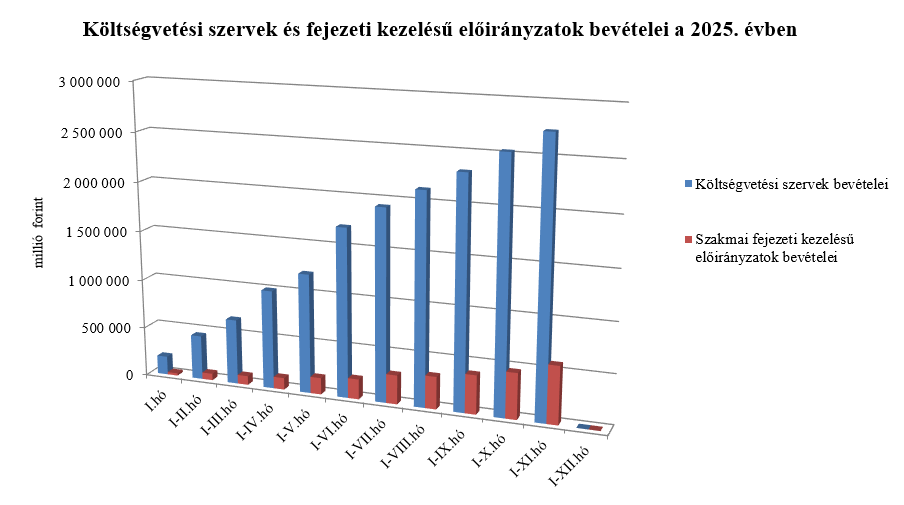 Költségvetési szervek és fejezeti kezelésű előirányzatok bevételei a 2025. évben
3 000 000
2 500 000
2 000 000
1 500 000
1 000 000
500 000
0
millió forint
I.hó
I-II.hó
I-III.hó
I-IV.hó
I-V.hó
I-VI.hó
I-VII.hó
I-VIII.hó
I-IX.hó
I-X.hó
I-XI.hó
I-XII.hó
Költségvetési szervek bevételei
Szakmai fejezeti kezelésű
előirányzatok bevételei